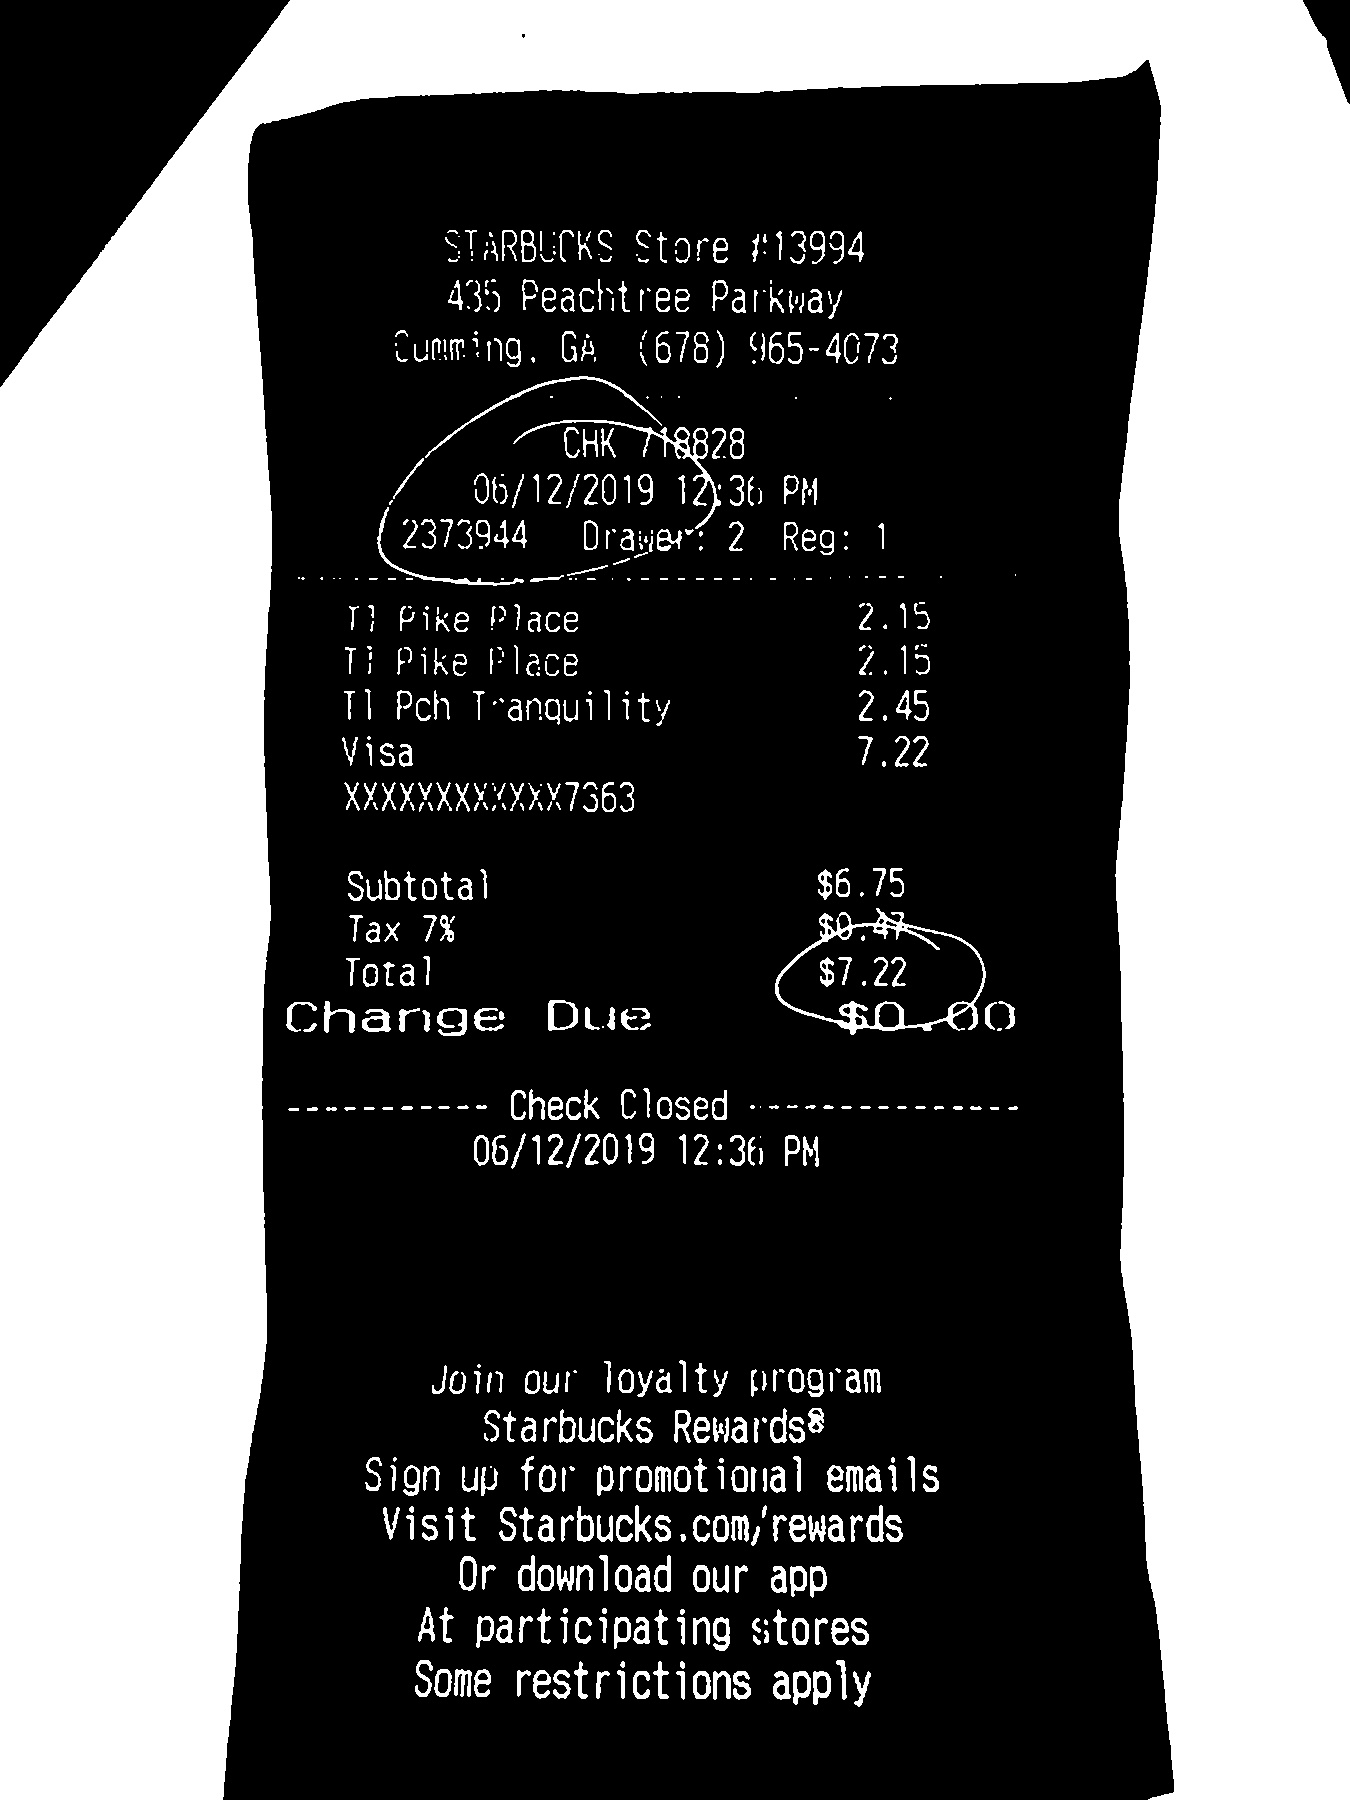 STARBUCKS Store #13994
435 Peachtree Parkway
Cumming, GA (678) 965-4073
CHK 718828
06/12/2019 12:36 PM
2373944 Drawer: 2 Reg: 1
Tl Pike Place 2.15
Tl Pike Place 2.15
Tl Pch Tranquility 2.45
Visa 7.22
XXXXXXXXXXXX7363
Subtotal $6.75
Tax 7% $0.47
Total $7.22
Change Due $0.00
----------- Check Closed ---------------
06/12/2019 12:36 PM
Join our loyalty program
Starbucks Rewards®
Sign up for promotional emails
Visit Starbucks.com/rewards
Or download our app
At participating stores
Some restrictions apply